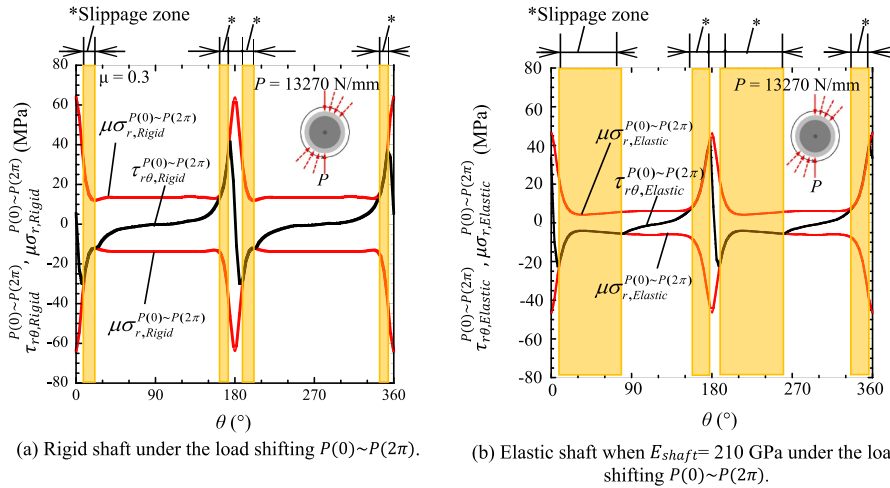 *Slippage zone
*
*
*
μ = 0.3
P = 13270 N/mm
μσ_{r,Rigid}^{P(0)~P(2π)}
τ_{rθ,Rigid}^{P(0)~P(2π)}
P
μσ_{r,Rigid}^{P(0)~P(2π)}
τ_{rθ,Rigid}^{P(0)~P(2π)}, μσ_{r,Rigid}^{P(0)~P(2π)} (MPa)
80
60
40
20
0
-20
-40
-60
-80
0
90
180
270
360
θ (°)
(a) Rigid shaft under the load shifting P(0)~P(2π).
*Slippage zone
*
*
*
P = 13270 N/mm
μσ_{r,Elastic}^{P(0)~P(2π)}
τ_{rθ,Elastic}^{P(0)~P(2π)}
P
μσ_{r,Elastic}^{P(0)~P(2π)}
τ_{rθ,Elastic}^{P(0)~P(2π)}, μσ_{r,Elastic}^{P(0)~P(2π)} (MPa)
80
60
40
20
0
-20
-40
-60
-80
0
90
180
270
360
θ (°)
(b) Elastic shaft when E_{shaft}= 210 GPa under the loa
shifting P(0)~P(2π).